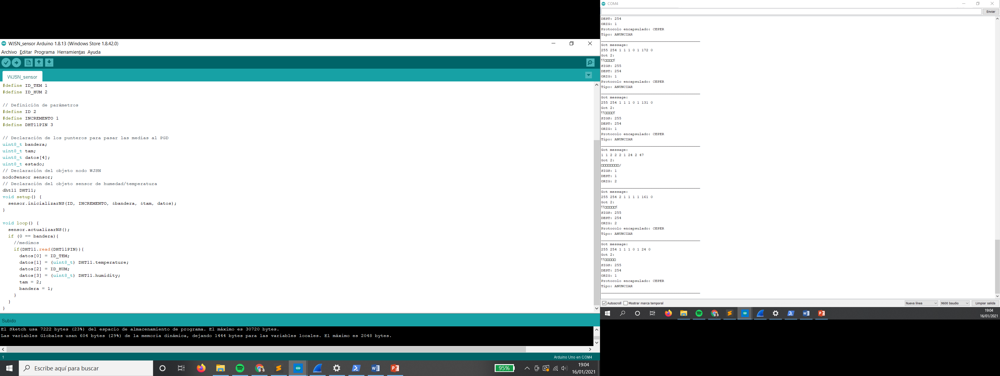 WJSN_sensor Arduino 1.8.13 (Windows Store 1.8.42.0)
Archivo Editar Programa Herramientas Ayuda
WJSN_sensor
#define ID_TEM 1
#define ID_HUM 2
// Definición de parámetros
#define ID 2
#define INCREMENTO 1
#define DHT11PIN 3
// Declaración de los punteros para pasar las medias al PGD
uint8_t bandera;
uint8_t tam;
uint8_t datos[4];
uint8_t estado;
// Declaración del objeto nodo WJSN
nodoSensor sensor;
// Declaración del objeto sensor de humedad/temperatura
dht11 DHT11;
void setup() {
sensor.inicializarNS(ID, INCREMENTO, &bandera, &tam, datos);
}
void loop() {
sensor.actualizarNS();
if (0 == bandera){
//medimos
if(DHT11.read(DHT11PIN)){
datos[0] = ID_TEM;
datos[1] = (uint8_t) DHT11.temperature;
datos[2] = ID_HUM;
datos[3] = (uint8_t) DHT11.humidity;
tam = 2;
bandera = 1;
}
}
}
Subido
El Sketch usa 7222 bytes (23%) del espacio de almacenamiento de programa. El máximo es 30720 bytes.
Las variables Globales usan 604 bytes (29%) de la memoria dinámica, dejando 1444 bytes para las variables locales. El máximo es 2048 bytes.
1
Arduino Uno en COM4
Escribe aquí para buscar
95%
19:04
16/01/2021
COM4
Enviar
DEST: 254
ORIG: 1
Protocolo encapsulado: CEPER
Tipo: ANUNCIAR
Got message:
255 254 1 1 1 0 1 172 0
Got 2:
⸮⸮□□□□⸮
SIGS: 255
DEST: 254
ORIG: 1
Protocolo encapsulado: CEPER
Tipo: ANUNCIAR
Got message:
255 254 1 1 1 0 1 131 0
Got 2:
⸮⸮□□□□⸮
SIGS: 255
DEST: 254
ORIG: 1
Protocolo encapsulado: CEPER
Tipo: ANUNCIAR
Got message:
1 1 2 2 2 1 24 2 47
Got 2:
□□□□□□□□/
SIGS: 1
DEST: 1
ORIG: 2
Got message:
255 254 2 1 1 1 1 161 0
Got 2:
⸮⸮□□□□□⸮
SIGS: 255
DEST: 254
ORIG: 2
Protocolo encapsulado: CEPER
Tipo: ANUNCIAR
Got message:
255 254 1 1 1 0 1 24 0
Got 2:
⸮⸮□□□□□
SIGS: 255
DEST: 254
ORIG: 1
Protocolo encapsulado: CEPER
Tipo: ANUNCIAR
Autoscroll Mostrar marca temporal
Nueva línea 9600 baudio Limpiar salida
19:04
16/01/2021